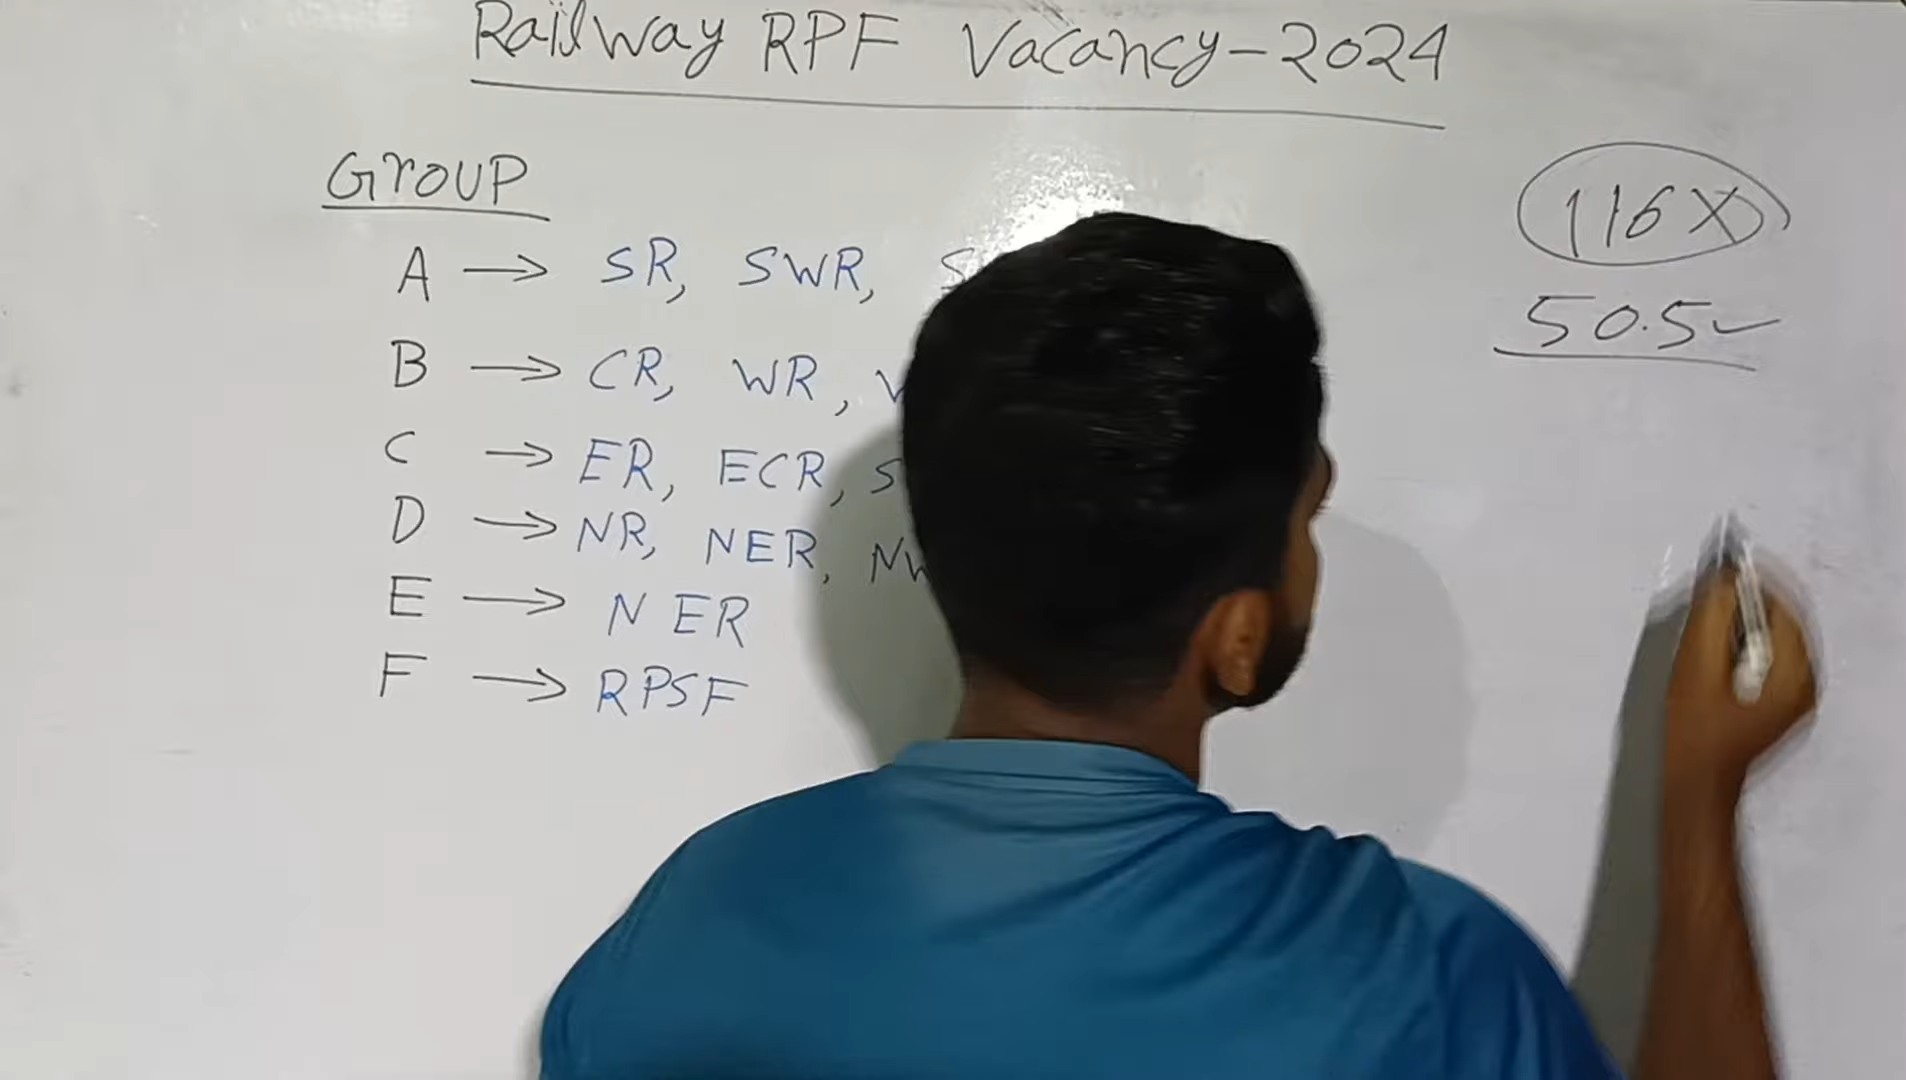 Railway RPF Vacancy-2024
GroUP
A → SR, SWR,
B → CR, WR,
C → ER, ECR,
D → NR, NER,
E → NER
F → RPSF
116X
50.5✓